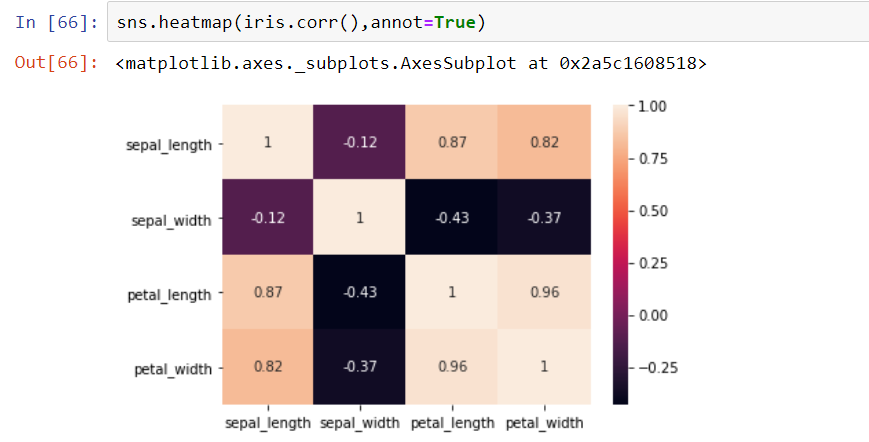 In [66]: sns.heatmap(iris.corr(),annot=True)
Out[66]: <matplotlib.axes._subplots.AxesSubplot at 0x2a5c1608518>
sepal_length 1 -0.12 0.87 0.82
sepal_width -0.12 1 -0.43 -0.37
petal_length 0.87 -0.43 1 0.96
petal_width 0.82 -0.37 0.96 1
sepal_length sepal_width petal_length petal_width
1.00
0.75
0.50
0.25
0.00
−0.25